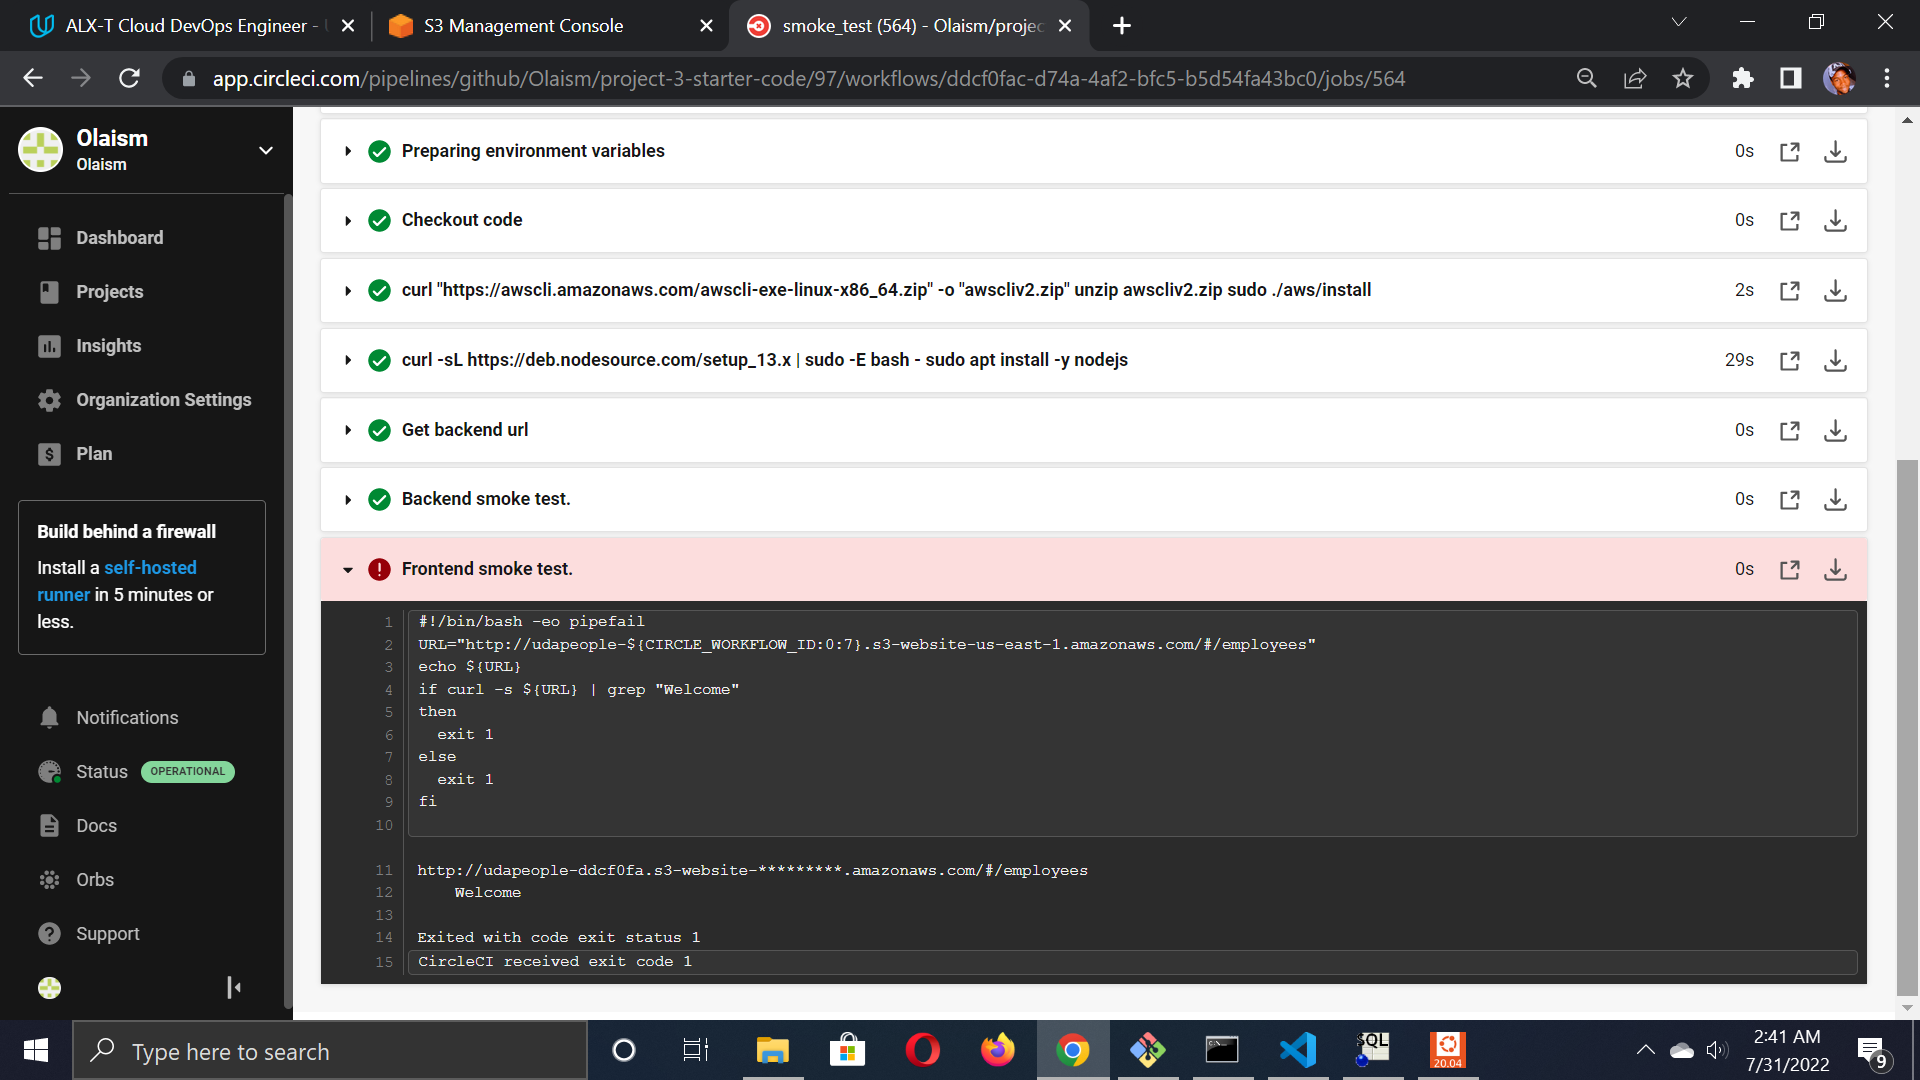 ALX-T Cloud DevOps Engineer -
S3 Management Console
smoke_test (564) - Olaism/projec
app.circleci.com/pipelines/github/Olaism/project-3-starter-code/97/workflows/ddcf0fac-d74a-4af2-bfc5-b5d54fa43bc0/jobs/564
Olaism
Olaism
Dashboard
Projects
Insights
Organization Settings
Plan
Build behind a firewall
Install a self-hosted
runner in 5 minutes or
less.
Notifications
Status OPERATIONAL
Docs
Orbs
Support
Preparing environment variables 0s
Checkout code 0s
curl "https://awscli.amazonaws.com/awscli-exe-linux-x86_64.zip" -o "awscliv2.zip" unzip awscliv2.zip sudo ./aws/install 2s
curl -sL https://deb.nodesource.com/setup_13.x | sudo -E bash - sudo apt install -y nodejs 29s
Get backend url 0s
Backend smoke test. 0s
Frontend smoke test. 0s
1 #!/bin/bash -eo pipefail
2 URL="http://udapeople-${CIRCLE_WORKFLOW_ID:0:7}.s3-website-us-east-1.amazonaws.com/#/employees"
3 echo ${URL}
4 if curl -s ${URL} | grep "Welcome"
5 then
6 exit 1
7 else
8 exit 1
9 fi
10
11 http://udapeople-ddcf0fa.s3-website-*********.amazonaws.com/#/employees
12 Welcome
13
14 Exited with code exit status 1
15 CircleCI received exit code 1
Type here to search
SQL
20.04
2:41 AM
7/31/2022
9